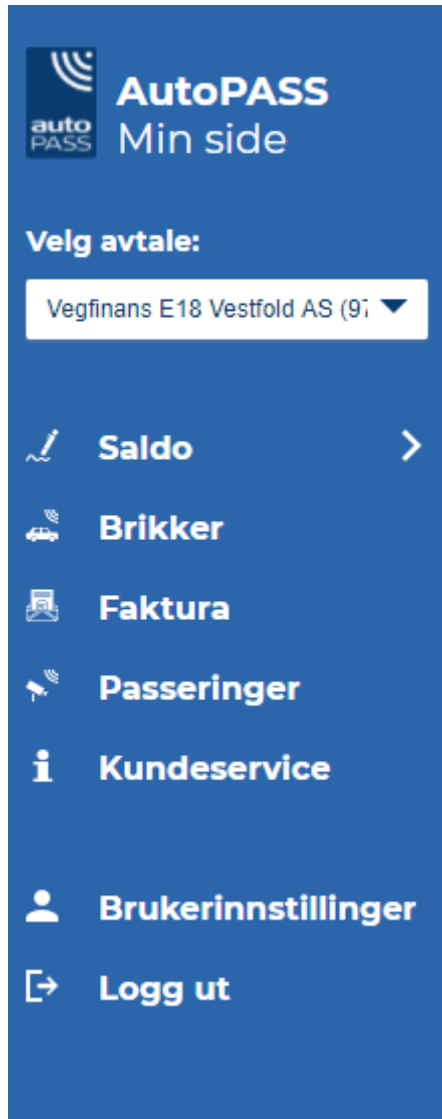 auto
PASS
AutoPASS
Min side
Velg avtale:
Vegfinans E18 Vestfold AS (97
Saldo
Brikker
Faktura
Passeringer
Kundeservice
Brukerinnstillinger
Logg ut